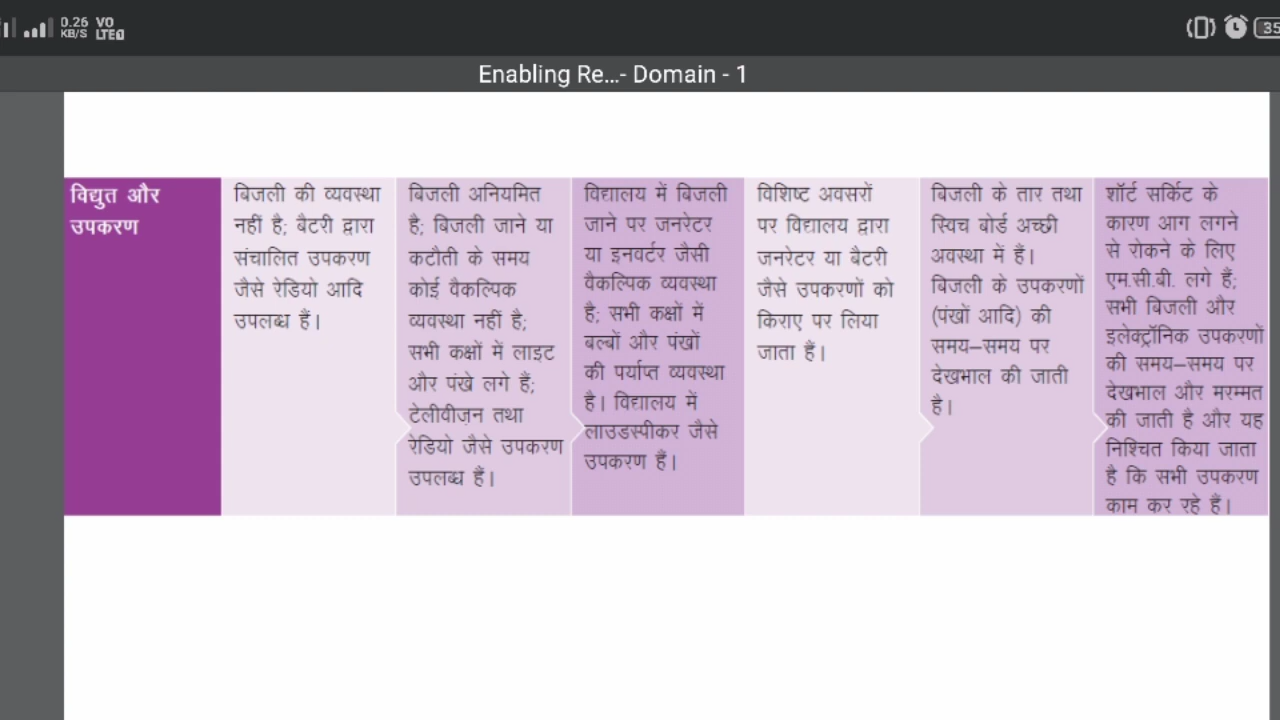 0.26 KB/S VO LTE 35
Enabling Re...- Domain - 1
विद्युत और
उपकरण
बिजली की व्यवस्था
नहीं है; बैटरी द्वारा
संचालित उपकरण
जैसे रेडियो आदि
उपलब्ध हैं।
बिजली अनियमित
है; बिजली जाने या
कटौती के समय
कोई वैकल्पिक
व्यवस्था नहीं है;
सभी कक्षों में लाइट
और पंखे लगे हैं;
टेलीवीज़न तथा
रेडियो जैसे उपकरण
उपलब्ध हैं।
विद्यालय में बिजली
जाने पर जनरेटर
या इनवर्टर जैसी
वैकल्पिक व्यवस्था
है; सभी कक्षों में
बल्बों और पंखों
की पर्याप्त व्यवस्था
है। विद्यालय में
लाउडस्पीकर जैसे
उपकरण हैं।
विशिष्ट अवसरों
पर विद्यालय द्वारा
जनरेटर या बैटरी
जैसे उपकरणों को
किराए पर लिया
जाता हैं।
बिजली के तार तथा
स्विच बोर्ड अच्छी
अवस्था में हैं।
बिजली के उपकरणों
(पंखों आदि) की
समय–समय पर
देखभाल की जाती
है।
शॉर्ट सर्किट के
कारण आग लगने
से रोकने के लिए
एम.सी.बी. लगे हैं;
सभी बिजली और
इलेक्ट्रॉनिक उपकरणों
की समय–समय पर
देखभाल और मरम्मत
की जाती है और यह
निश्चित किया जाता
है कि सभी उपकरण
काम कर रहे हैं।